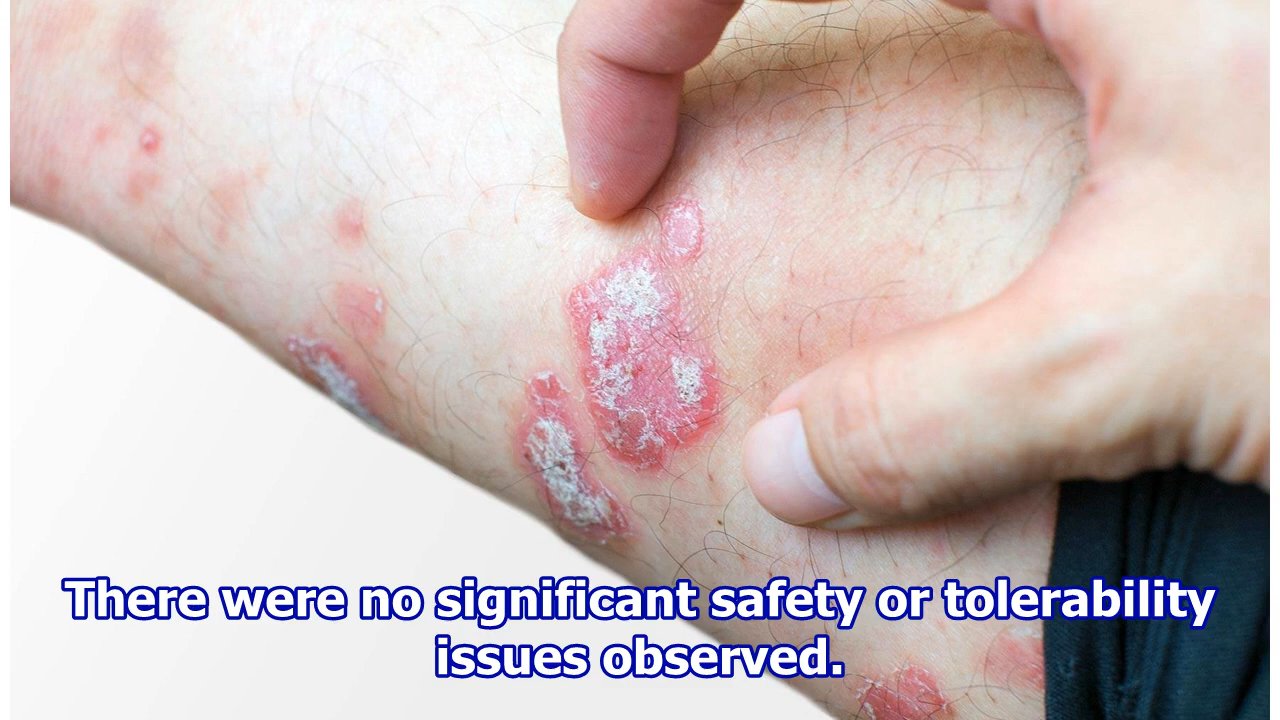 There were no significant safety or tolerability
issues observed.